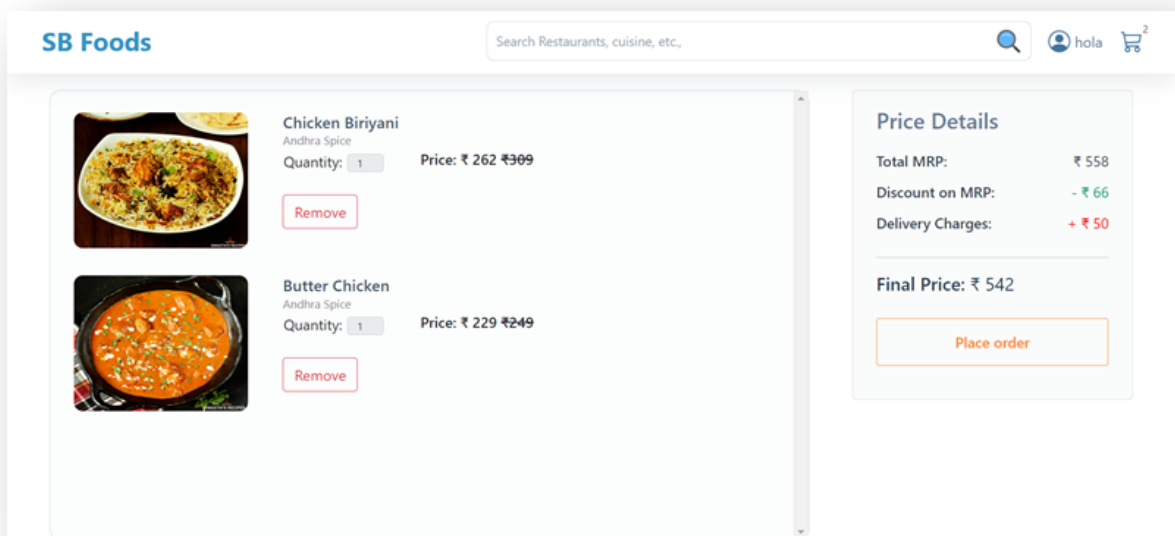 SB Foods
Search Restaurants, cuisine, etc.,
hola
2
Chicken Biriyani
Andhra Spice
Quantity: 1
Price: ₹ 262 ₹309
Remove
Butter Chicken
Andhra Spice
Quantity: 1
Price: ₹ 229 ₹249
Remove
Price Details
Total MRP: ₹ 558
Discount on MRP: - ₹ 66
Delivery Charges: + ₹ 50
Final Price: ₹ 542
Place order